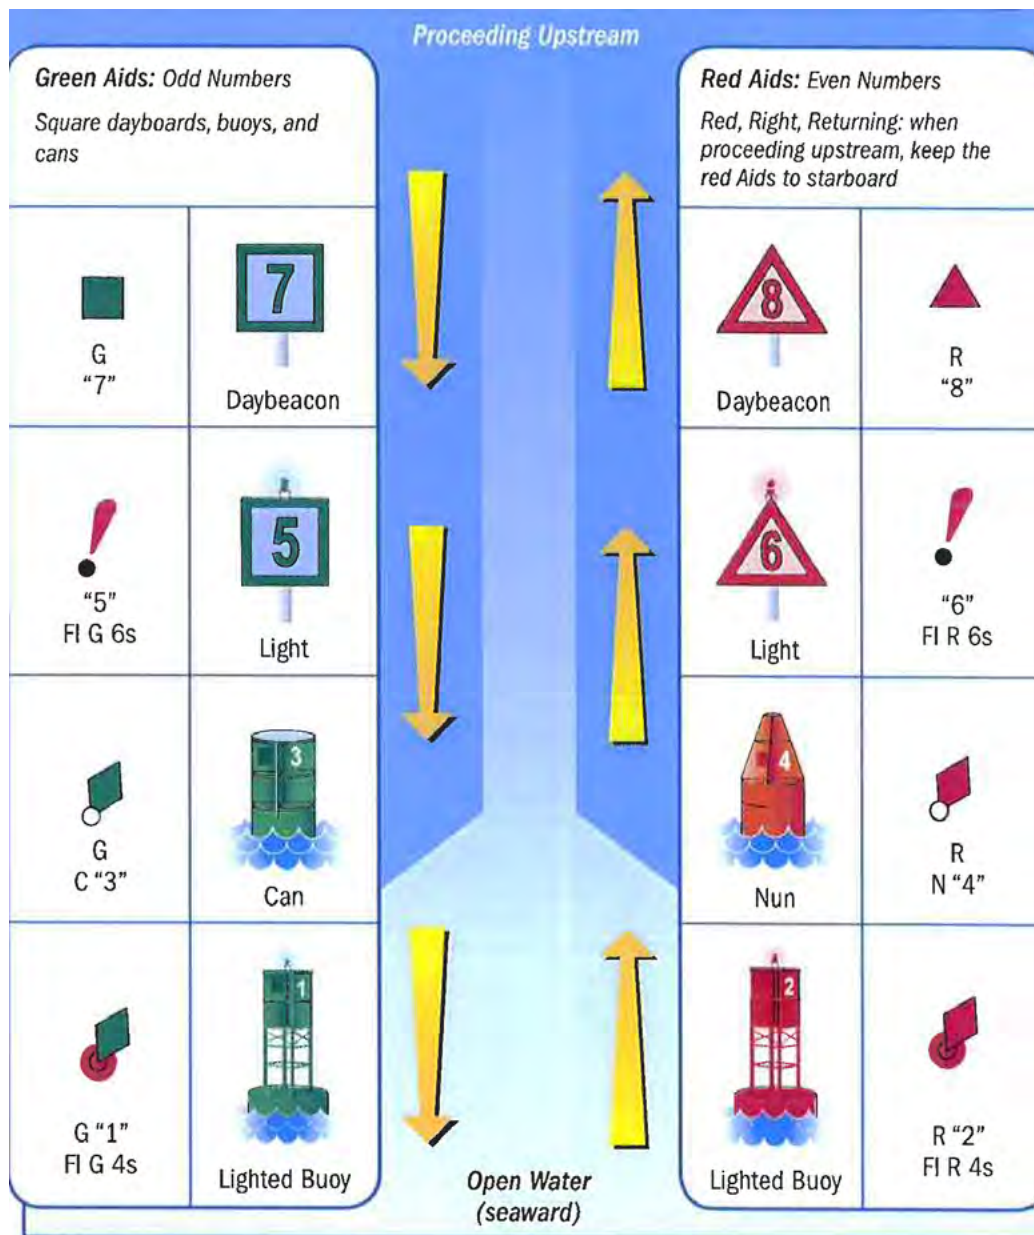 Proceeding Upstream
Green Aids: Odd Numbers
Square dayboards, buoys, and
cans
G
"7"
7
Daybeacon
"5"
Fl G 6s
5
Light
G
C "3"
3
Can
G "1"
Fl G 4s
1
Lighted Buoy
Open Water
(seaward)
Red Aids: Even Numbers
Red, Right, Returning: when
proceeding upstream, keep the
red Aids to starboard
8
Daybeacon
R
"8"
6
Light
"6"
Fl R 6s
4
Nun
R
N "4"
2
Lighted Buoy
R "2"
Fl R 4s